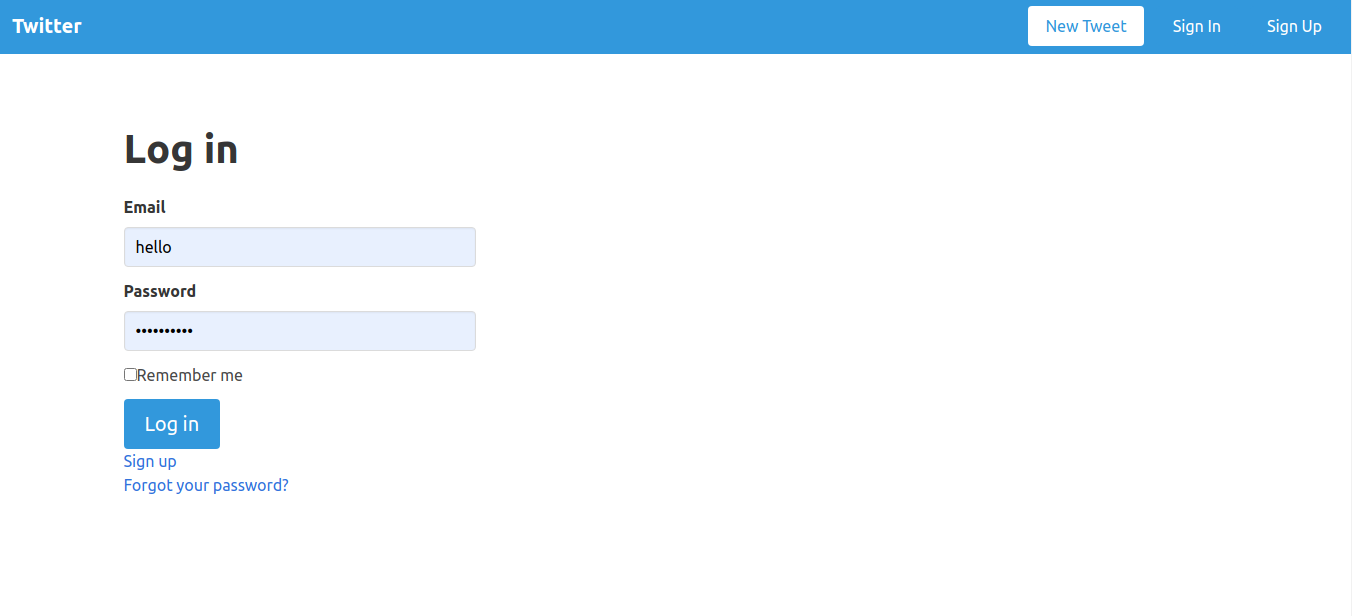 Twitter New Tweet Sign In Sign Up
Log in
Email
hello
Password
••••••••••
Remember me
Log in
Sign up
Forgot your password?